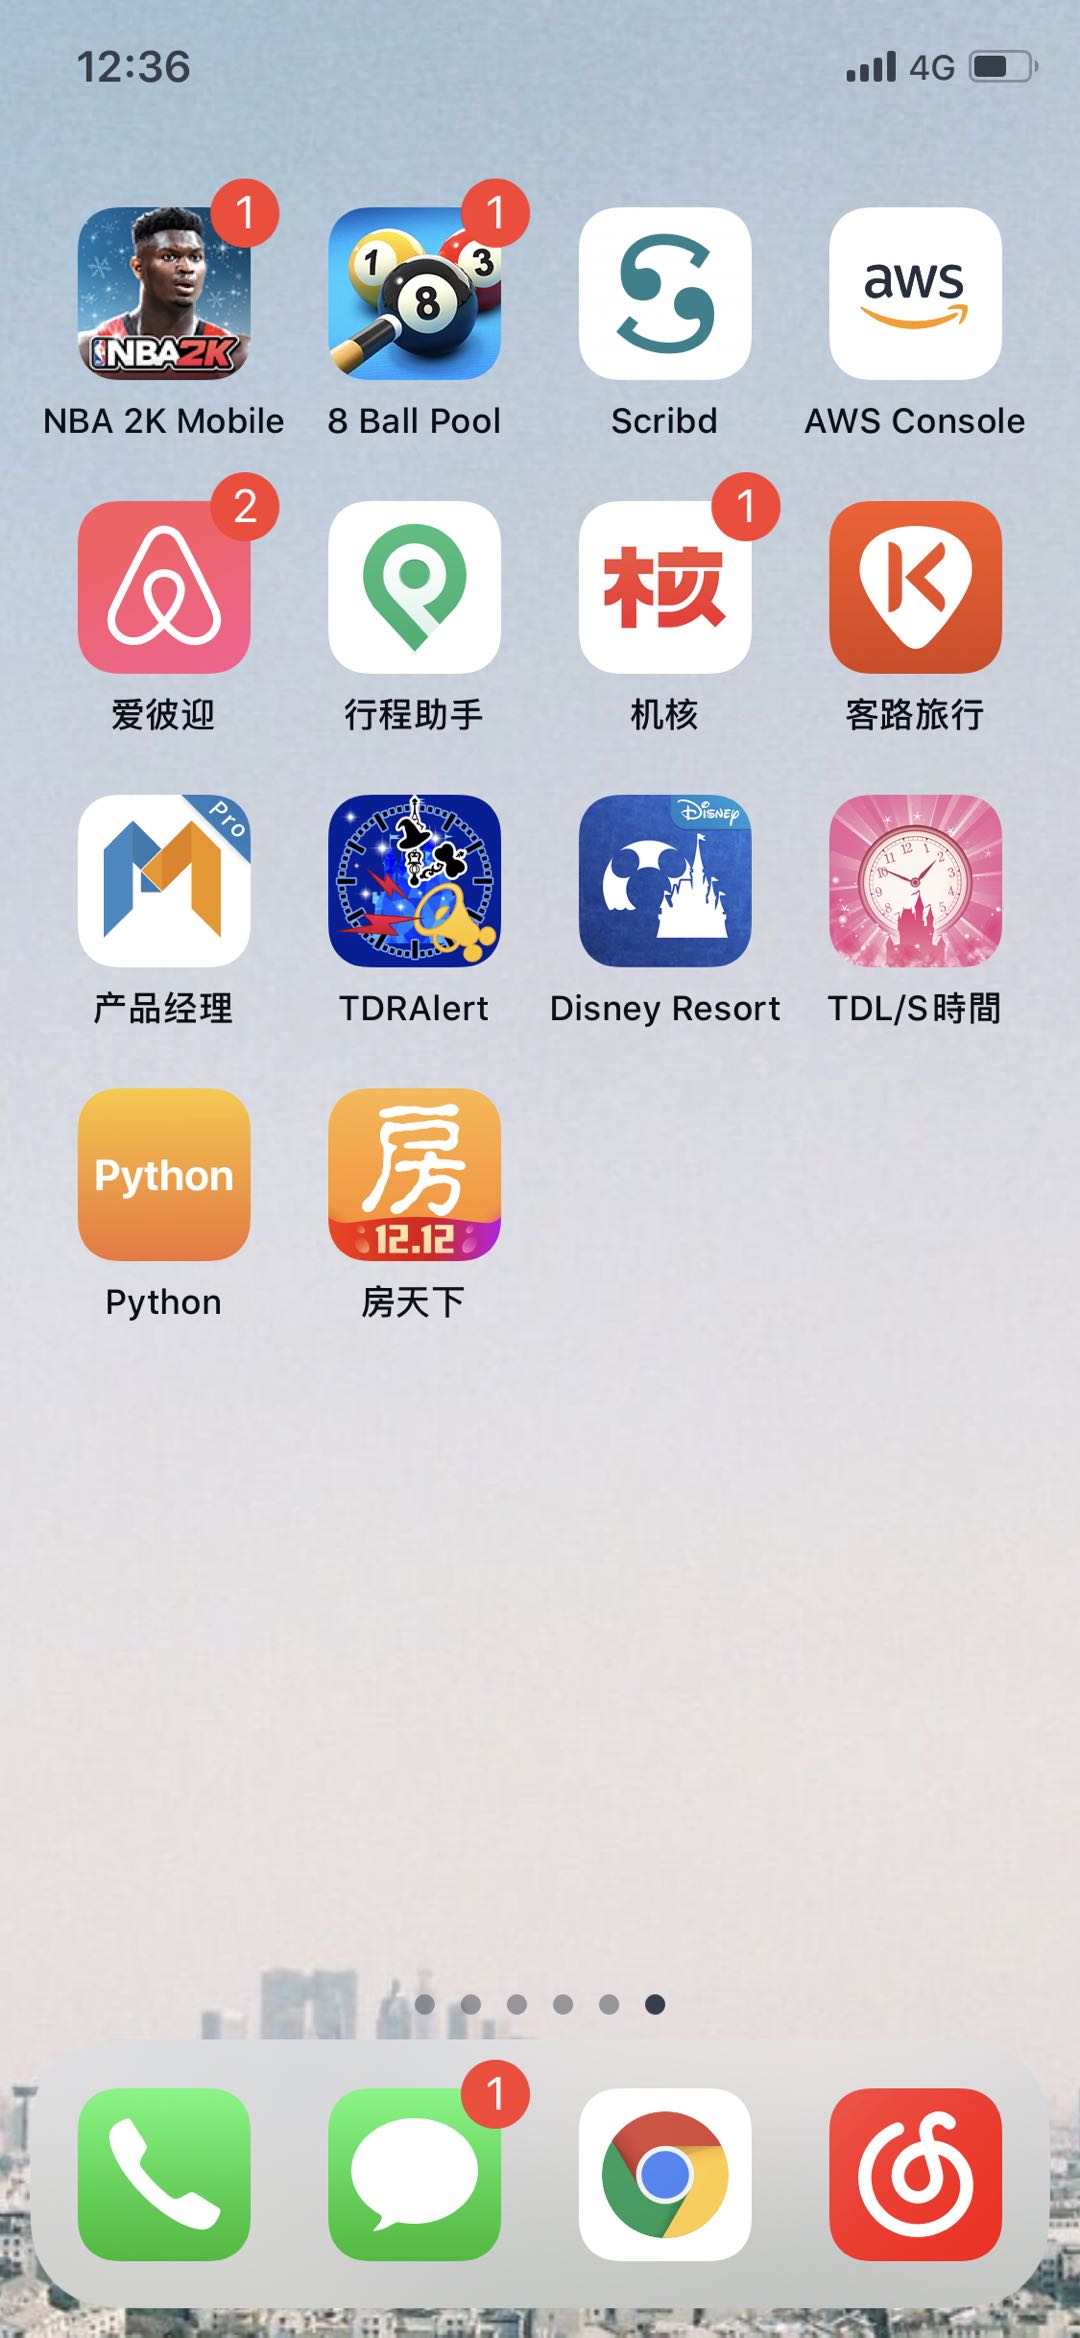 12:36 4G
1 1
1 3 8
NBA2K
aws
NBA 2K Mobile 8 Ball Pool Scribd AWS Console
2 1
核
爱彼迎 行程助手 机核 客路旅行
Pro
Disney
12 1 2 3 4 5 8 9 10 11
产品经理 TDRAlert Disney Resort TDL/S時間
Python
房
12.12
Python 房天下
1